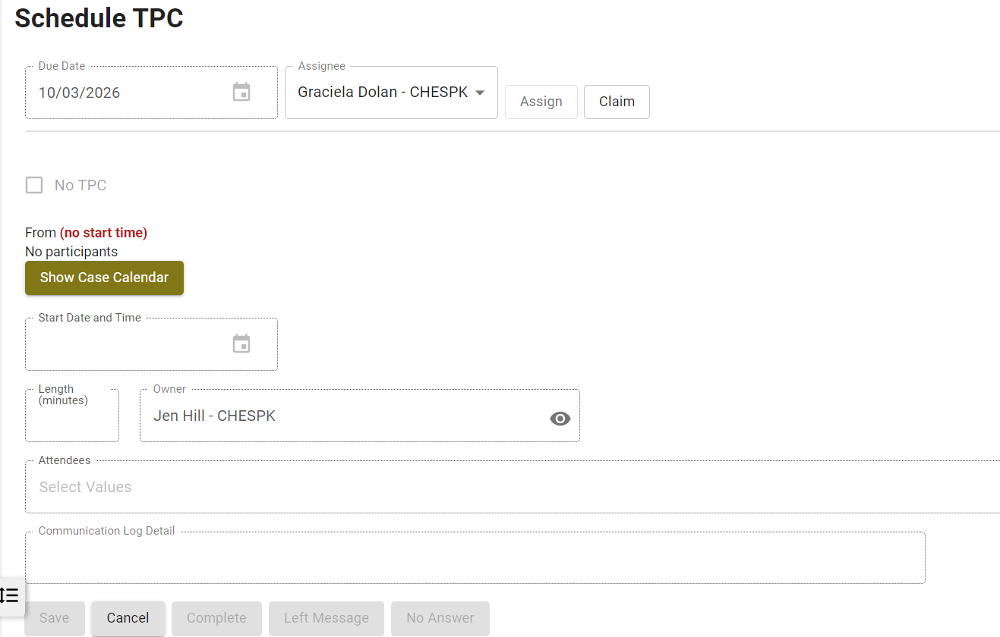 Schedule TPC
Due Date
10/03/2026
Assignee
Graciela Dolan - CHESPK
Assign
Claim
No TPC
From (no start time)
No participants
Show Case Calendar
Start Date and Time
Length
(minutes)
Owner
Jen Hill - CHESPK
Attendees
Select Values
Communication Log Detail
Save
Cancel
Complete
Left Message
No Answer